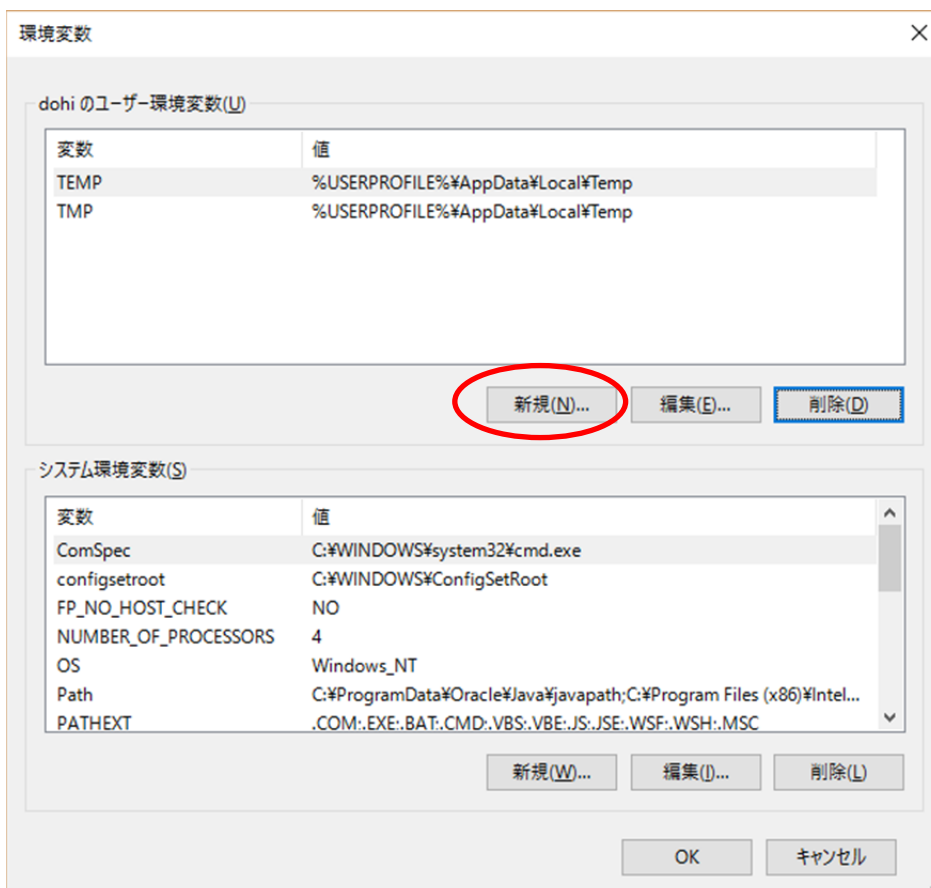 環境変数
dohi のユーザー環境変数(U)
変数 値
TEMP %USERPROFILE%¥AppData¥Local¥Temp
TMP %USERPROFILE%¥AppData¥Local¥Temp
新規(N)... 編集(E)... 削除(D)
システム環境変数(S)
変数 値
ComSpec C:¥WINDOWS¥system32¥cmd.exe
configsetroot C:¥WINDOWS¥ConfigSetRoot
FP_NO_HOST_CHECK NO
NUMBER_OF_PROCESSORS 4
OS Windows_NT
Path C:¥ProgramData¥Oracle¥Java¥javapath;C:¥Program Files (x86)¥Intel...
PATHEXT .COM;.EXE;.BAT;.CMD;.VBS;.VBE;.JS;.JSE;.WSF;.WSH;.MSC
新規(W)... 編集(I)... 削除(L)
OK キャンセル